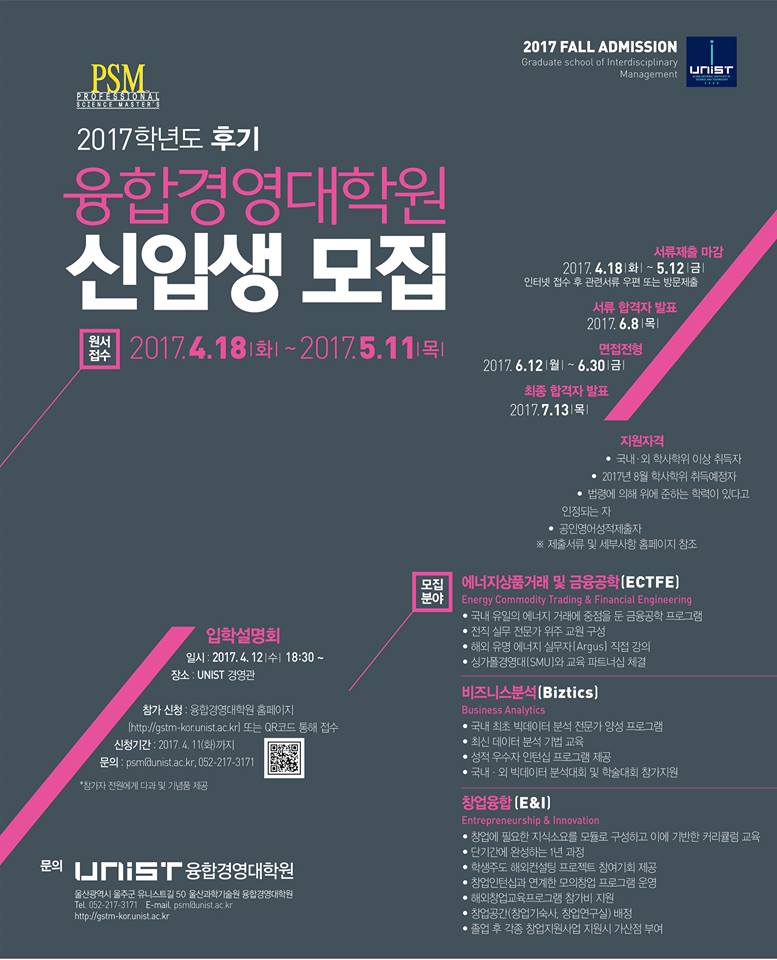 2017 FALL ADMISSION
Graduate school of Interdisciplinary
Management
UNIST
PSM
PROFESSIONAL
SCIENCE MASTER'S
2017학년도 후기
융합경영대학원
신입생 모집
원서
접수
2017. 4.18 |화| ~ 2017. 5.11 |목|
서류제출 마감
2017. 4.18 |화| ~ 5.12 |금|
인터넷 접수 후 관련서류 우편 또는 방문제출
서류 합격자 발표
2017. 6.8 |목|
면접전형
2017. 6.12 |월| ~ 6.30 |금|
최종 합격자 발표
2017. 7.13 |목|
지원자격
• 국내·외 학사학위 이상 취득자
• 2017년 8월 학사학위 취득예정자
• 법령에 의해 위에 준하는 학력이 있다고
인정되는 자
• 공인영어성적제출자
※ 제출서류 및 세부사항 홈페이지 참조
모집
분야
에너지상품거래 및 금융공학(ECTFE)
Energy Commodity Trading & Financial Engineering
• 국내 유일의 에너지 거래에 중점을 둔 금융공학 프로그램
• 전직 실무 전문가 위주 교원 구성
• 해외 유명 에너지 실무자(Argus) 직접 강의
• 싱가폴경영대(SMU)와 교육 파트너십 체결
비즈니스분석(Biztics)
Business Analytics
• 국내 최초 빅데이터 분석 전문가 양성 프로그램
• 최신 데이터 분석 기법 교육
• 성적 우수자 인턴십 프로그램 제공
• 국내·외 빅데이터 분석대회 및 학술대회 참가지원
창업융합(E&I)
Entrepreneurship & Innovation
• 창업에 필요한 지식소요를 모듈로 구성하고 이에 기반한 커리큘럼 교육
• 단기간에 완성하는 1년 과정
• 학생주도 해외컨설팅 프로젝트 참여기회 제공
• 창업인턴십과 연계한 모의창업 프로그램 운영
• 해외창업교육프로그램 참가비 지원
• 창업공간(창업기숙사, 창업연구실) 배정
• 졸업 후 각종 창업지원사업 지원시 가산점 부여
입학설명회
일시 : 2017. 4. 12 |수| 18:30 ~
장소 : UNIST 경영관
참가 신청 : 융합경영대학원 홈페이지
(http://gstm-kor.unist.ac.kr) 또는 QR코드 통해 접수
신청기간 : 2017. 4. 11(화)까지
문의 : psm@unist.ac.kr, 052-217-3171
*참가자 전원에게 다과 및 기념품 제공
문의 UNIST 융합경영대학원
울산광역시 울주군 유니스트길 50 울산과학기술원 융합경영대학원
Tel. 052-217-3171 E-mail. psm@unist.ac.kr
http://gstm-kor.unist.ac.kr